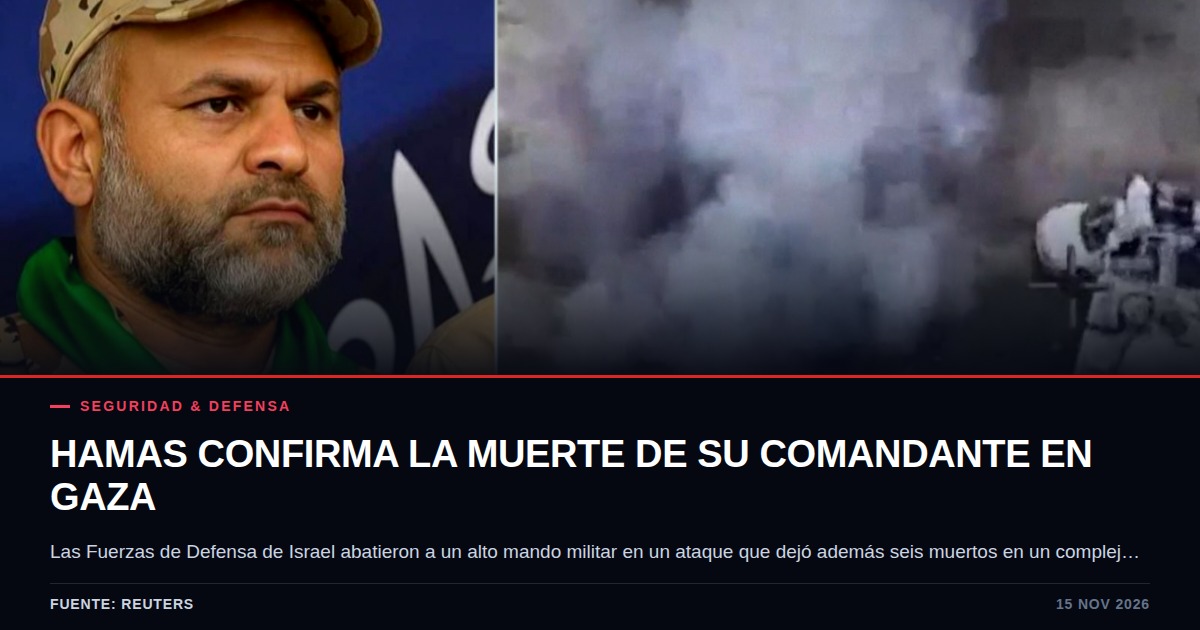 SEGURIDAD & DEFENSA
HAMAS CONFIRMA LA MUERTE DE SU COMANDANTE EN
GAZA
Las Fuerzas de Defensa de Israel abatieron a un alto mando militar en un ataque que dejó además seis muertos en un complej…
FUENTE: REUTERS
15 NOV 2026